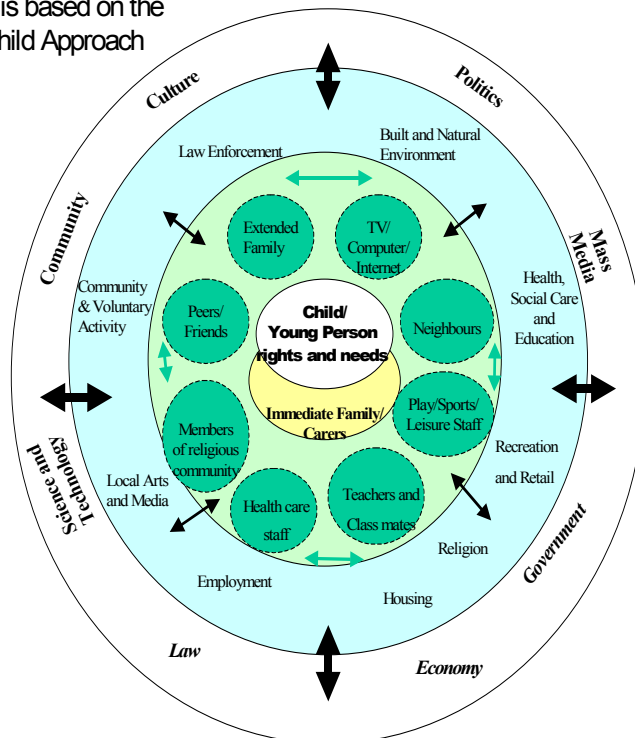 is based on the
hild Approach
Culture
Politics
Community
Mass
Media
Science and
Technology
Government
Law
Economy
Law Enforcement
Built and Natural
Environment
Community
& Voluntary
Activity
Health,
Social Care
and
Education
Local Arts
and Media
Recreation
and Retail
Religion
Employment
Housing
Extended
Family
TV/
Computer/
Internet
Peers/
Friends
Neighbours
Child/
Young Person
rights and needs
Immediate Family/
Carers
Members
of religious
community
Play/Sports/
Leisure Staff
Health care
staff
Teachers and
Class mates